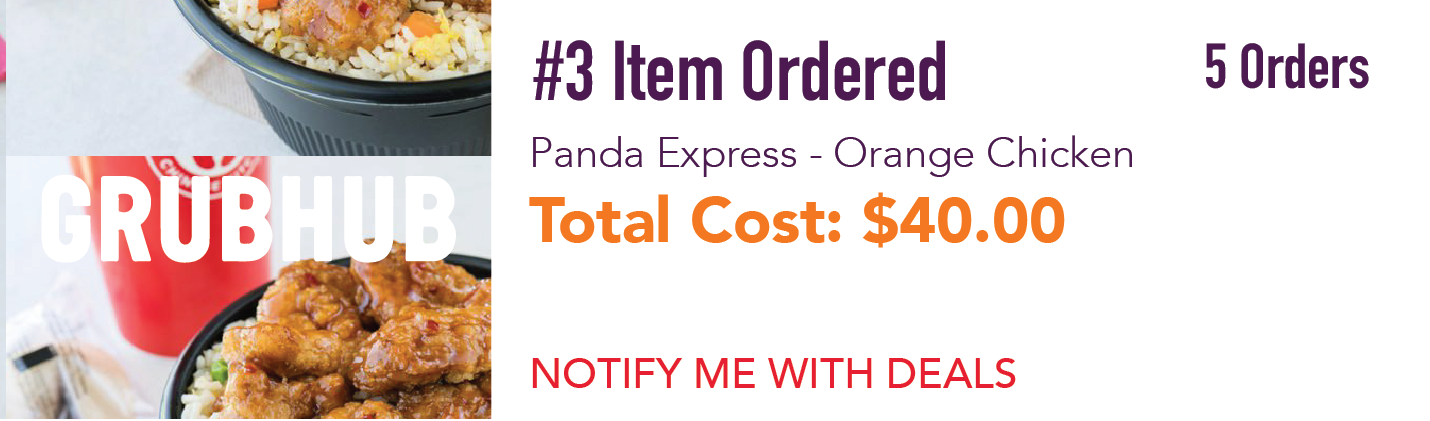 #3 Item Ordered
5 Orders
Panda Express - Orange Chicken
Total Cost: $40.00
GRUBHUB
NOTIFY ME WITH DEALS